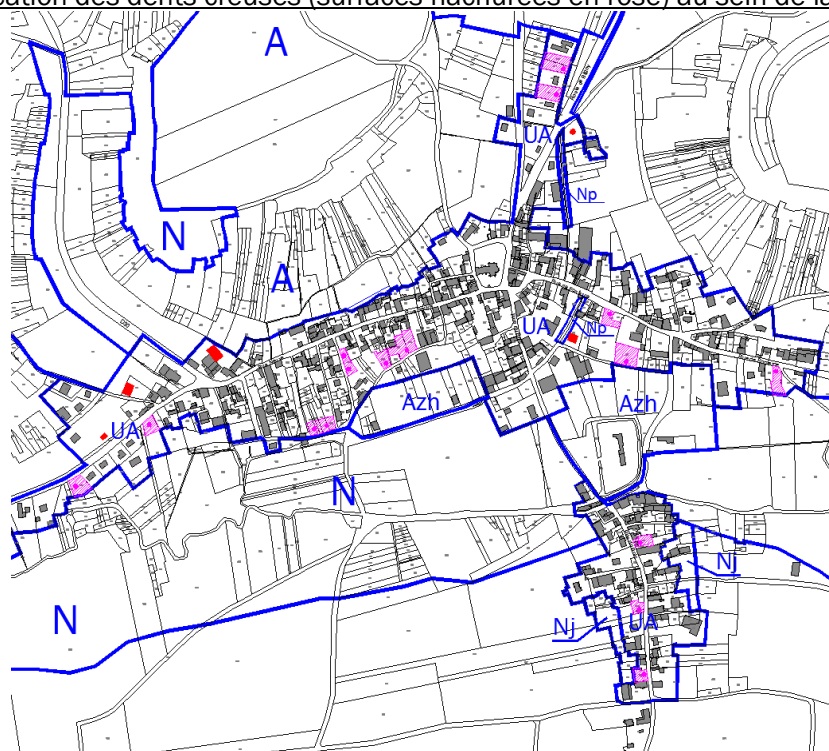 ation des dents creuses (surfaces hachurées en rose) au sein de la
A
UA
Np
N
A
UA
Np
Azh
Azh
UA
N
Nj
N
Nj
UA